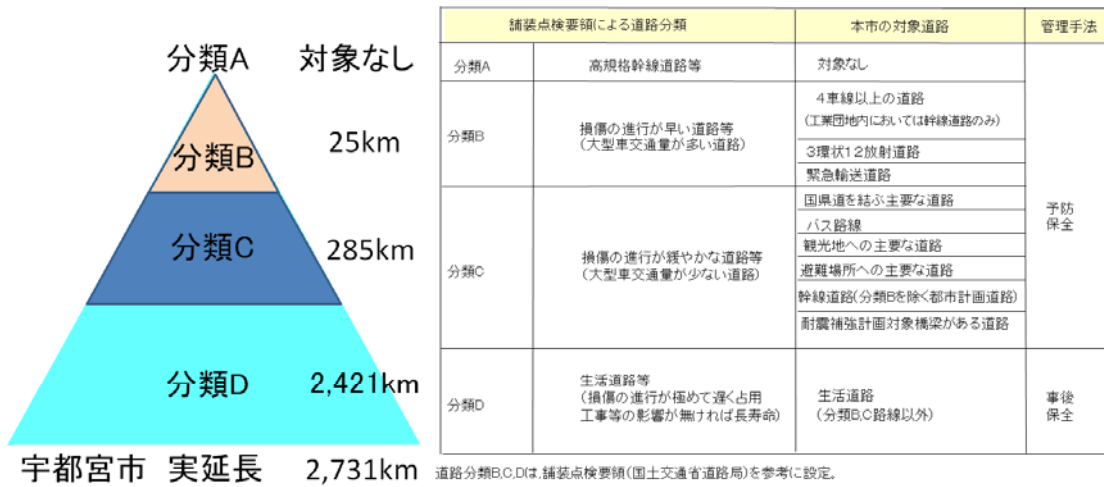 分類A 対象なし
分類B 25km
分類C 285km
分類D 2,421km
宇都宮市 実延長 2,731km
舗装点検要領による道路分類 本市の対象道路 管理手法
分類A 高規格幹線道路等 対象なし
分類B 損傷の進行が早い道路等
(大型車交通量が多い道路)
4車線以上の道路
(工業団地内においては幹線道路のみ)
3環状12放射道路
緊急輸送道路
分類C 損傷の進行が緩やかな道路等
(大型車交通量が少ない道路)
国県道を結ぶ主要な道路
バス路線
観光地への主要な道路
避難場所への主要な道路
幹線道路(分類Bを除く都市計画道路)
耐震補強計画対象橋梁がある道路
予防
保全
分類D 生活道路等
(損傷の進行が極めて遅く占用
工事等の影響が無ければ長寿命)
生活道路
(分類B,C路線以外)
事後
保全
道路分類B,C,Dは,舗装点検要領(国土交通省道路局)を参考に設定。